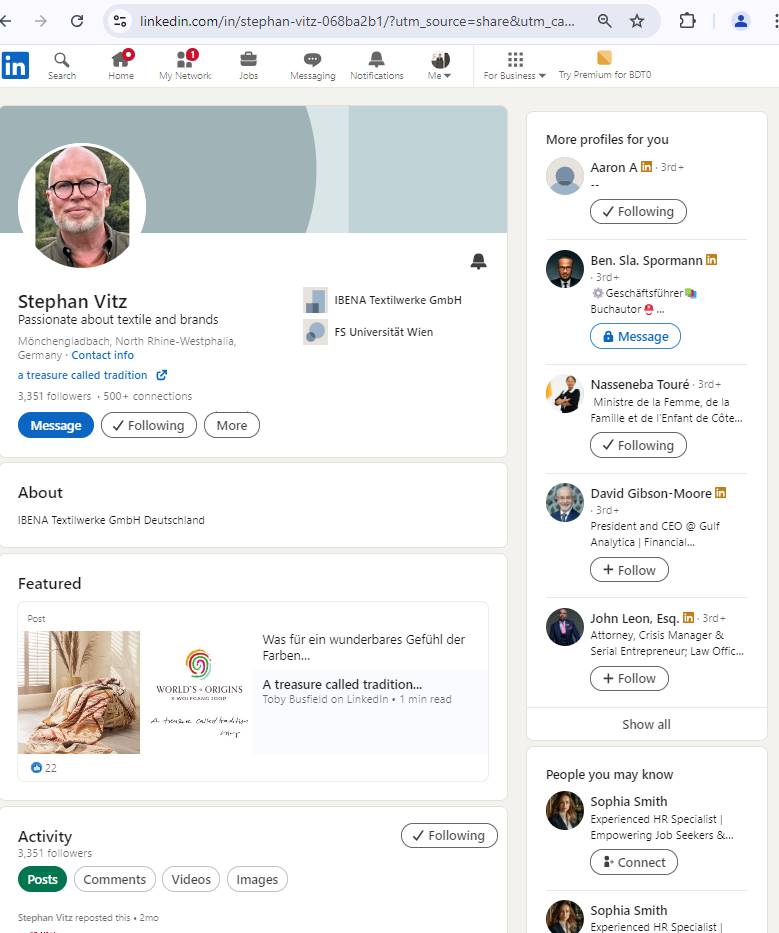 linkedin.com/in/stephan-vitz-068ba2b1/?utm_source=share&utm_ca...
in
Search
Home
1
My Network
Jobs
Messaging
Notifications
Me
For Business
Try Premium for BDT0
Stephan Vitz
Passionate about textile and brands
Mönchengladbach, North Rhine-Westphalia,
Germany · Contact info
a treasure called tradition
3,351 followers · 500+ connections
Message
Following
More
IBENA Textilwerke GmbH
FS Universität Wien
About
IBENA Textilwerke GmbH Deutschland
Featured
Post
WORLD'S ORIGINS
A treasure called tradition
Was für ein wunderbares Gefühl der
Farben...
A treasure called tradition...
Toby Busfield on LinkedIn • 1 min read
22
Activity
3,351 followers
Following
Posts
Comments
Videos
Images
Stephan Vitz reposted this • 2mo
More profiles for you
Aaron A in · 3rd+
--
Following
Ben. Sla. Spormann in
· 3rd+
Geschäftsführer
Buchautor ...
Message
Nasseneba Touré · 3rd+
Ministre de la Femme, de la
Famille et de l'Enfant de Côte...
Following
David Gibson-Moore in
· 3rd+
President and CEO @ Gulf
Analytica | Financial...
+ Follow
John Leon, Esq. in · 3rd+
Attorney, Crisis Manager &
Serial Entrepreneur; Law Offic...
+ Follow
Show all
People you may know
Sophia Smith
Experienced HR Specialist |
Empowering Job Seekers &...
Connect
Sophia Smith
Experienced HR Specialist |